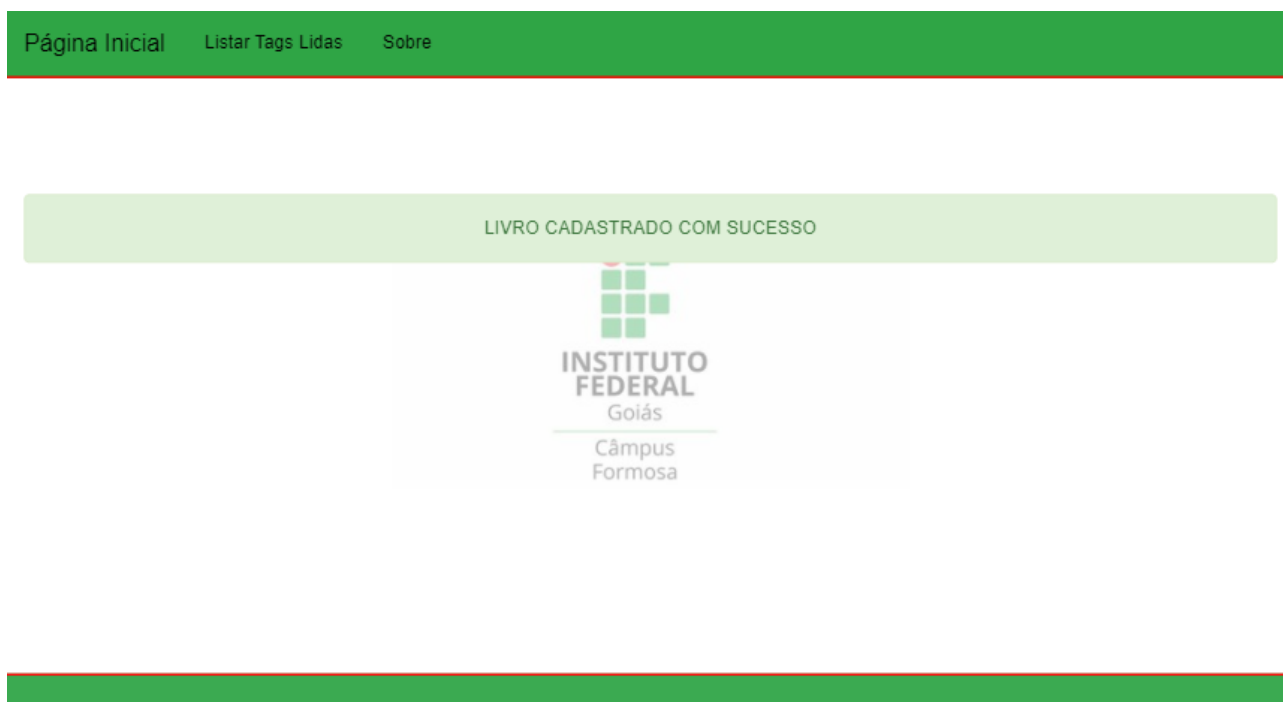 Página Inicial Listar Tags Lidas Sobre
LIVRO CADASTRADO COM SUCESSO
INSTITUTO
FEDERAL
Goiás
Câmpus
Formosa